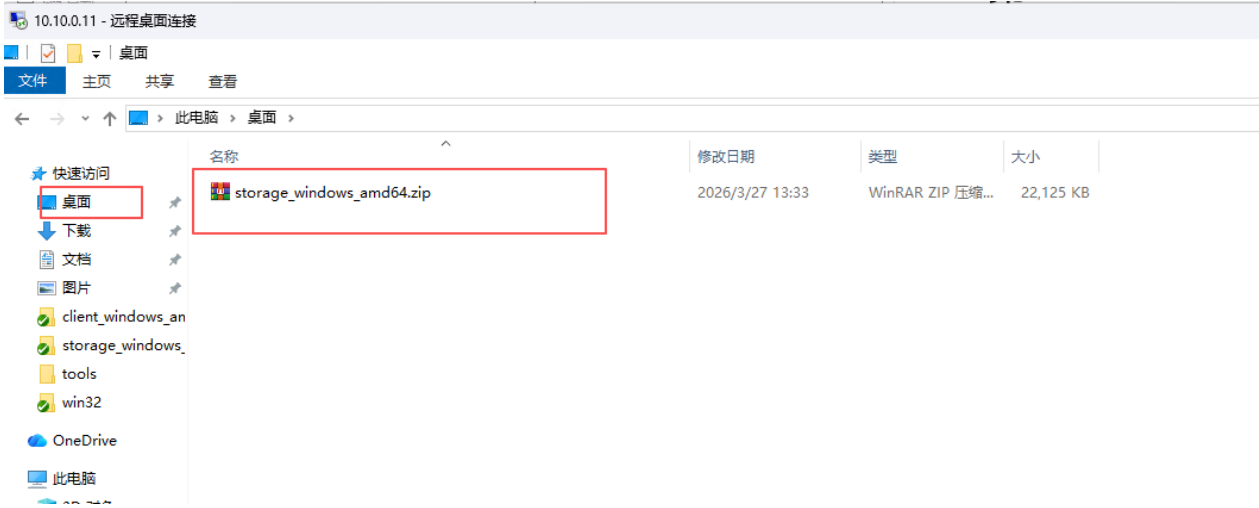 10.10.0.11 - 远程桌面连接
桌面
文件 主页 共享 查看
此电脑 › 桌面 ›
名称 修改日期 类型 大小
快速访问
桌面
storage_windows_amd64.zip 2026/3/27 13:33 WinRAR ZIP 压缩... 22,125 KB
下载
文档
图片
client_windows_an
storage_windows_
tools
win32
OneDrive
此电脑